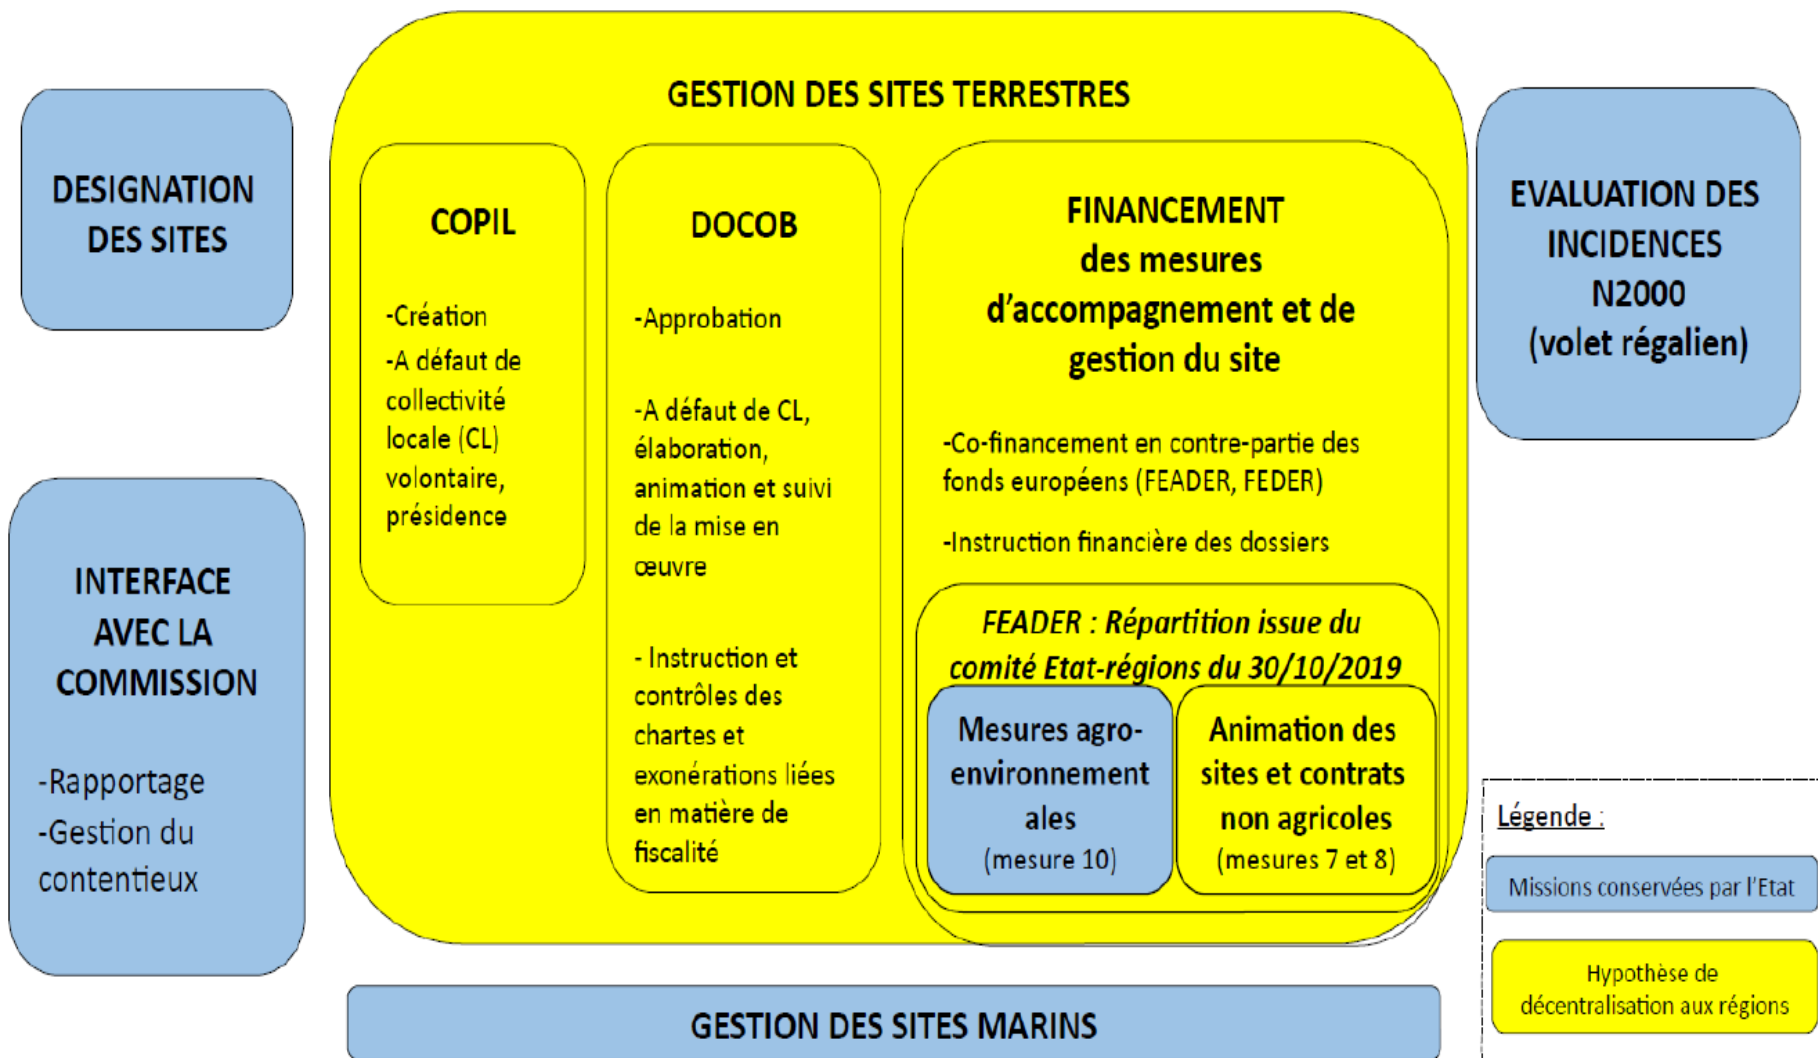 GESTION DES SITES TERRESTRES
DESIGNATION
DES SITES
INTERFACE
AVEC LA
COMMISSION
-Rapportage
-Gestion du
contentieux
COPIL
-Création
-A défaut de
collectivité
locale (CL)
volontaire,
présidence
DOCOB
-Approbation
-A défaut de CL,
élaboration,
animation et suivi
de la mise en
œuvre
- Instruction et
contrôles des
chartes et
exonérations liées
en matière de
fiscalité
FINANCEMENT
des mesures
d'accompagnement et de
gestion du site
-Co-financement en contre-partie des
fonds européens (FEADER, FEDER)
-Instruction financière des dossiers
FEADER : Répartition issue du
comité Etat-régions du 30/10/2019
Mesures agro-
environnement
ales
(mesure 10)
Animation des
sites et contrats
non agricoles
(mesures 7 et 8)
EVALUATION DES
INCIDENCES
N2000
(volet régalien)
GESTION DES SITES MARINS
Légende :
Missions conservées par l'Etat
Hypothèse de
décentralisation aux régions